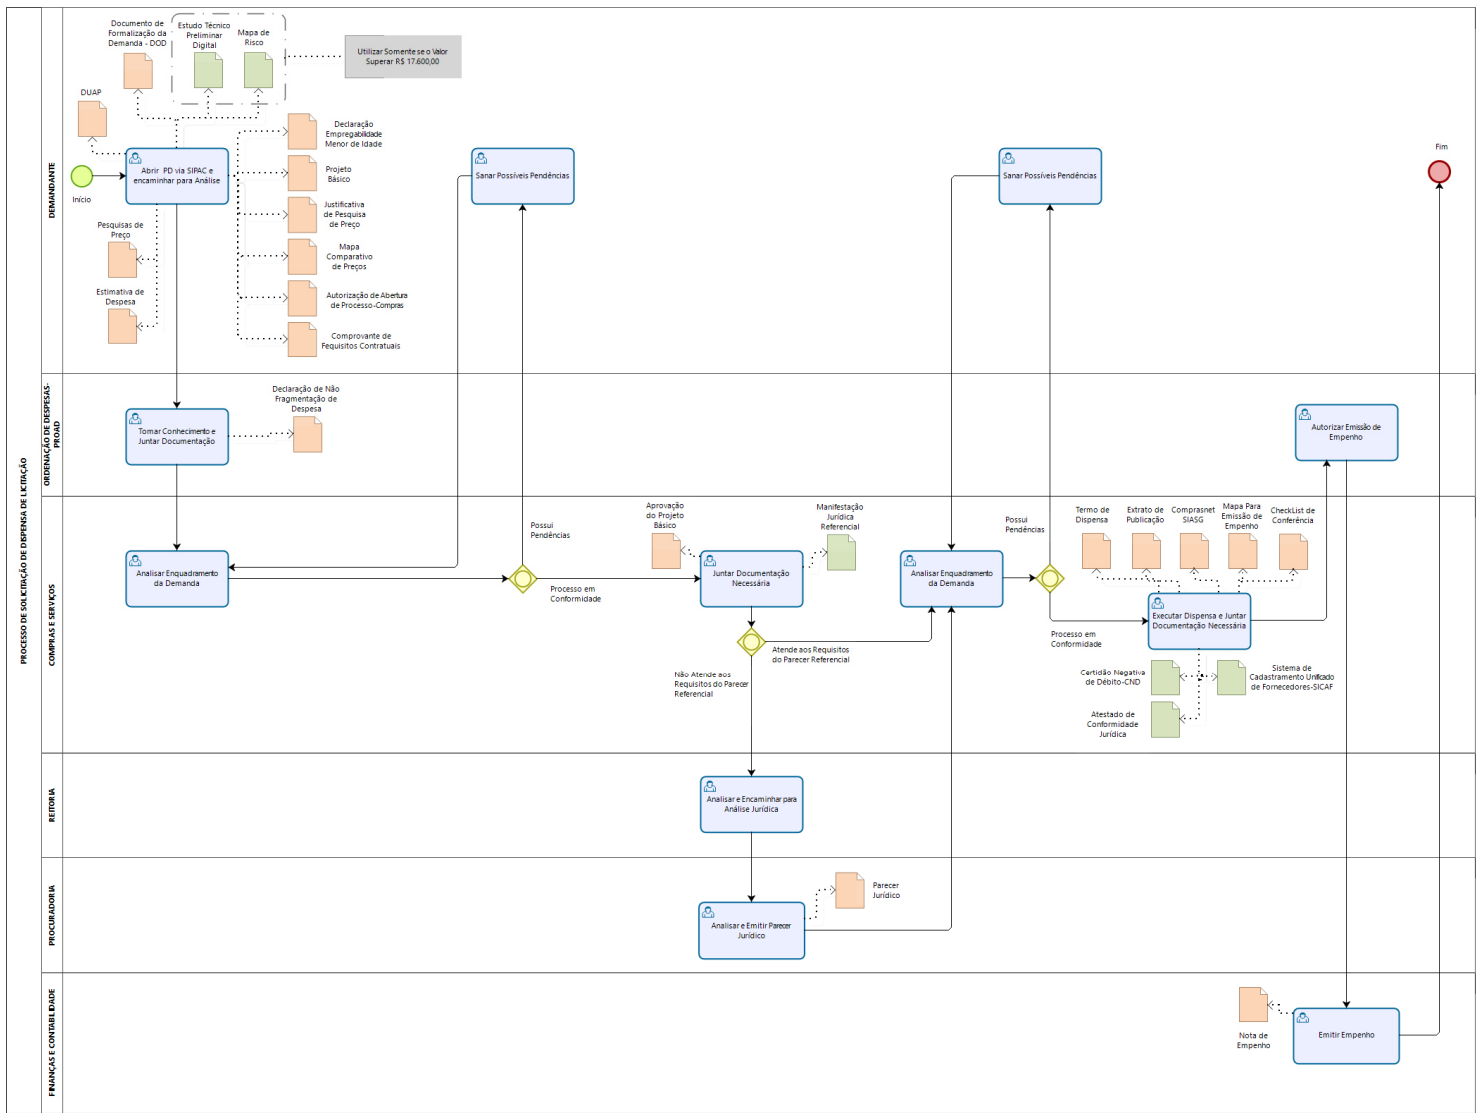 PROCESSO DE SOLICITAÇÃO DE DISPENSA DE LICITAÇÃO
DEMANDANTE
Documento de
Formalização da
Demanda - DOD
Estudo Técnico
Preliminar
Digital
Mapa de
Risco
Utilizar Somente se o Valor
Superar R$ 17.600,00
DUAP
Início
Abrir PD via SIPAC e
encaminhar para Análise
Declaração
Empregabilidade
Menor de Idade
Projeto
Básico
Justificativa
de Pesquisa
de Preço
Mapa
Comparativo
de Preços
Autorização de Abertura
de Processo-Compras
Comprovante de
Fequisitos Contratuais
Pesquisas de
Preço
Estimativa de
Despesa
Sanar Possíveis Pendências
Sanar Possíveis Pendências
Fim
ORDENAÇÃO DE DESPESAS-
PROAD
Tomar Conhecimento e
Juntar Documentação
Declaração de Não
Fragmentação de
Despesa
Autorizar Emissão de
Empenho
COMPRAS E SERVIÇOS
Analisar Enquadramento
da Demanda
Possui
Pendências
Processo em
Conformidade
Aprovação
do Projeto
Básico
Manifestação
Jurídica
Referencial
Juntar Documentação
Necessária
Atende aos Requisitos
do Parecer Referencial
Não Atende aos
Requisitos do Parecer
Referencial
Analisar Enquadramento
da Demanda
Possui
Pendências
Processo em
Conformidade
Termo de
Dispensa
Extrato de
Publicação
Comprasnet
SIASG
Mapa Para
Emissão de
Empenho
CheckList de
Conferência
Executar Dispensa e Juntar
Documentação Necessária
Certidão Negativa
de Débito-CND
Sistema de
Cadastramento Unificado
de Fornecedores-SICAF
Atestado de
Conformidade
Jurídica
REITORIA
Analisar e Encaminhar para
Análise Jurídica
PROCURADORIA
Analisar e Emitir Parecer
Jurídico
Parecer
Jurídico
FINANÇAS E CONTABILIDADE
Nota de
Empenho
Emitir Empenho